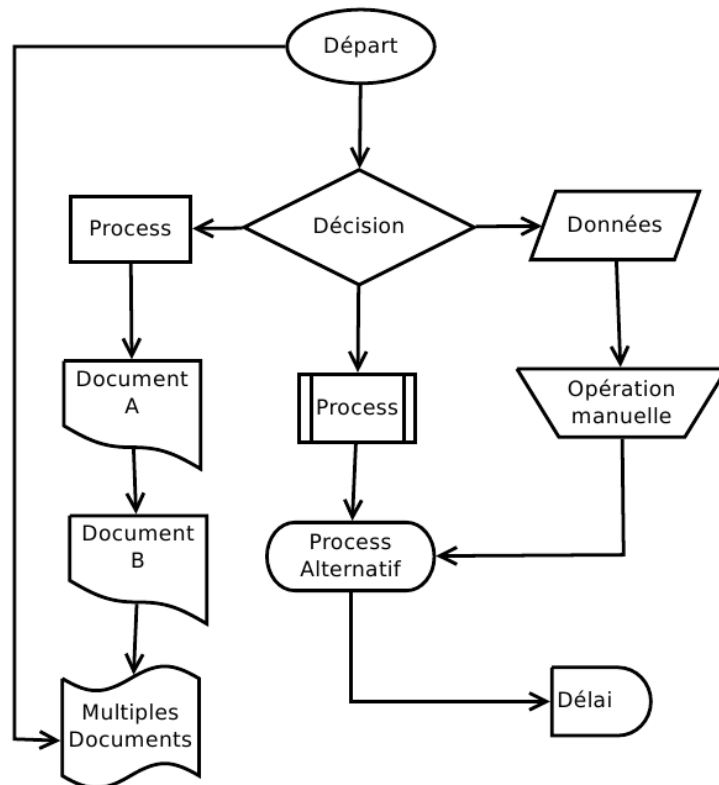 Départ
Process
Décision
Données
Document
A
Process
Opération
manuelle
Document
B
Process
Alternatif
Multiples
Documents
Délai